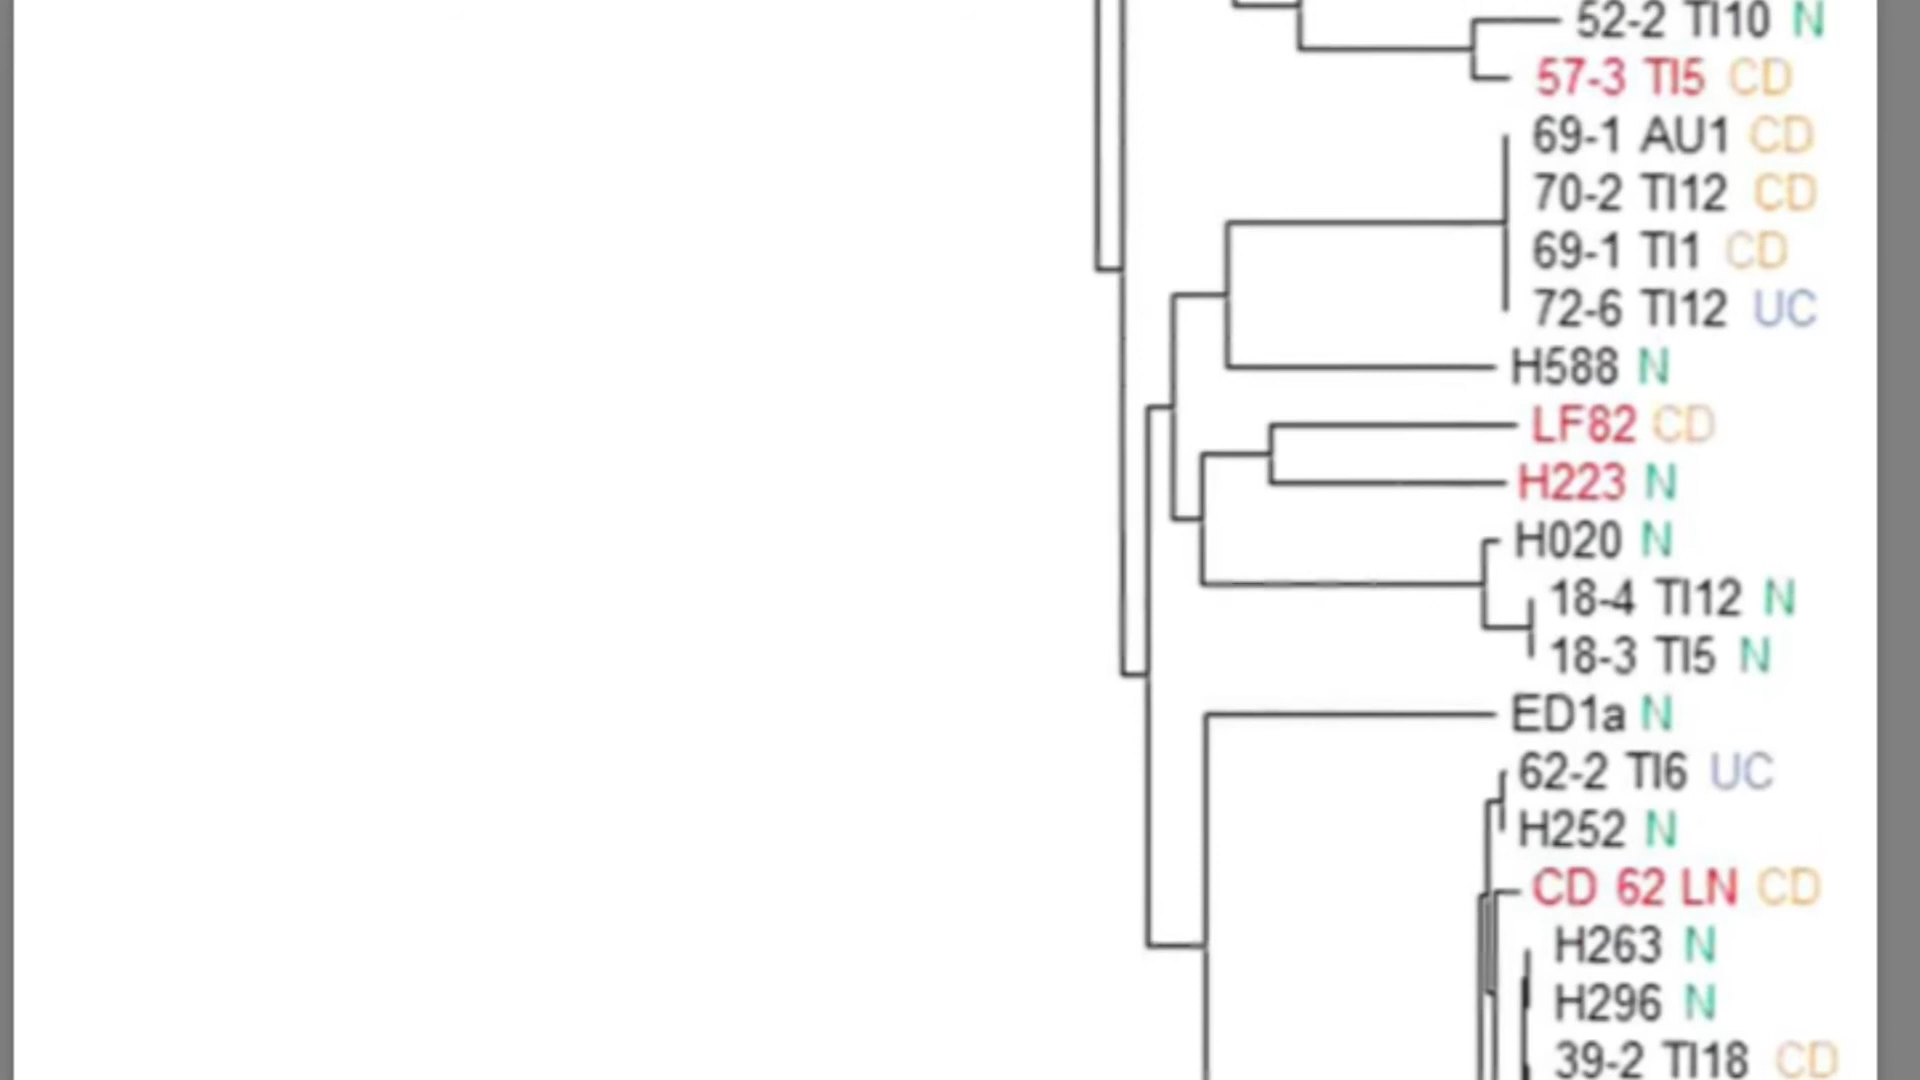 52-2 TI10 N
57-3 TI5 CD
69-1 AU1 CD
70-2 TI12 CD
69-1 TI1 CD
72-6 TI12 UC
H588 N
LF82 CD
H223 N
H020 N
18-4 TI12 N
18-3 TI5 N
ED1a N
62-2 TI6 UC
H252 N
CD 62 LN CD
H263 N
H296 N
39-2 TI18 CD